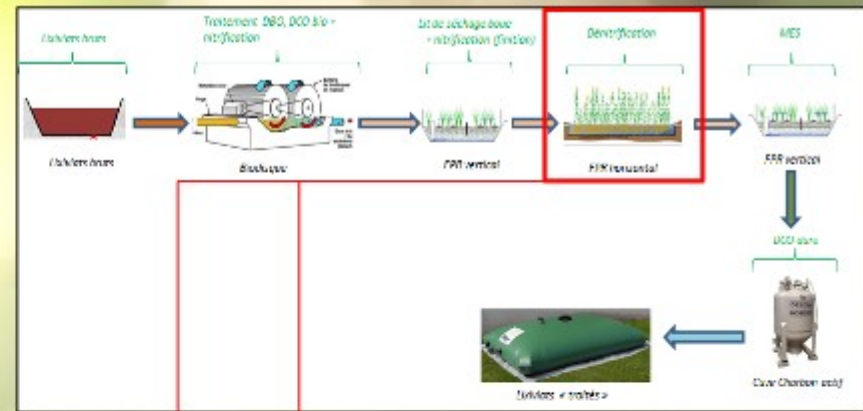 Lixiviats bruts
Traitement DBO, DCO Bio +
nitrification
Lit de séchage boue
+ nitrification (finition)
Dénitrification
MES
Lixiviats bruts
Biodisque
FPR vertical
FPR horizontal
FPR vertical
DCO dure
Cuve Charbon actif
Lixiviats « traités »